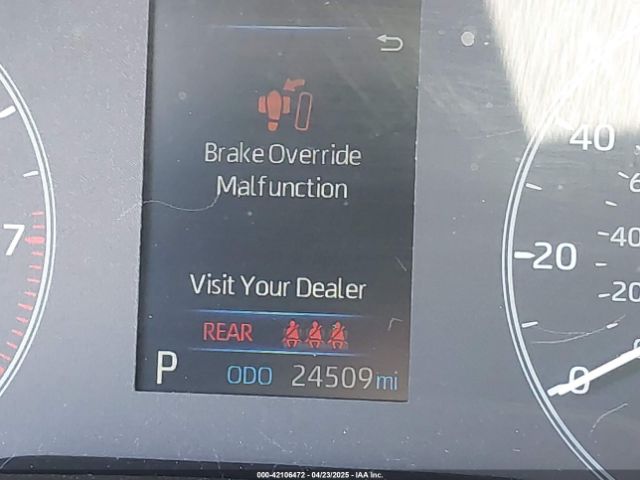 Brake Override
Malfunction
Visit Your Dealer
REAR
P ODO 24509 mi
7
40
20
0
40
20
000-42106472 - 04/23/2025 - IAA Inc.